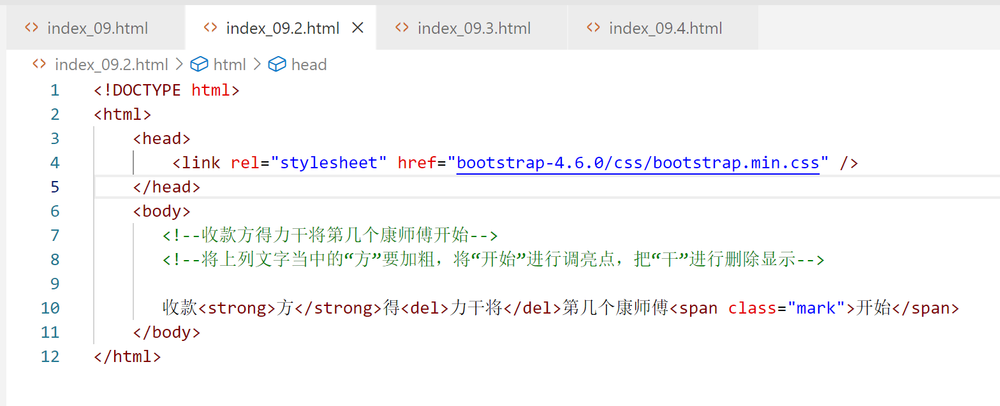 index_09.html index_09.2.html index_09.3.html index_09.4.html
index_09.2.html > html > head
1 <!DOCTYPE html>
2 <html>
3 <head>
4 <link rel="stylesheet" href="bootstrap-4.6.0/css/bootstrap.min.css" />
5 </head>
6 <body>
7 <!--收款方得力干将第几个康师傅开始-->
8 <!--将上列文字当中的“方”要加粗，将“开始”进行调亮点，把“干”进行删除显示-->
9
10 收款<strong>方</strong>得<del>力干将</del>第几个康师傅<span class="mark">开始</span>
11 </body>
12 </html>